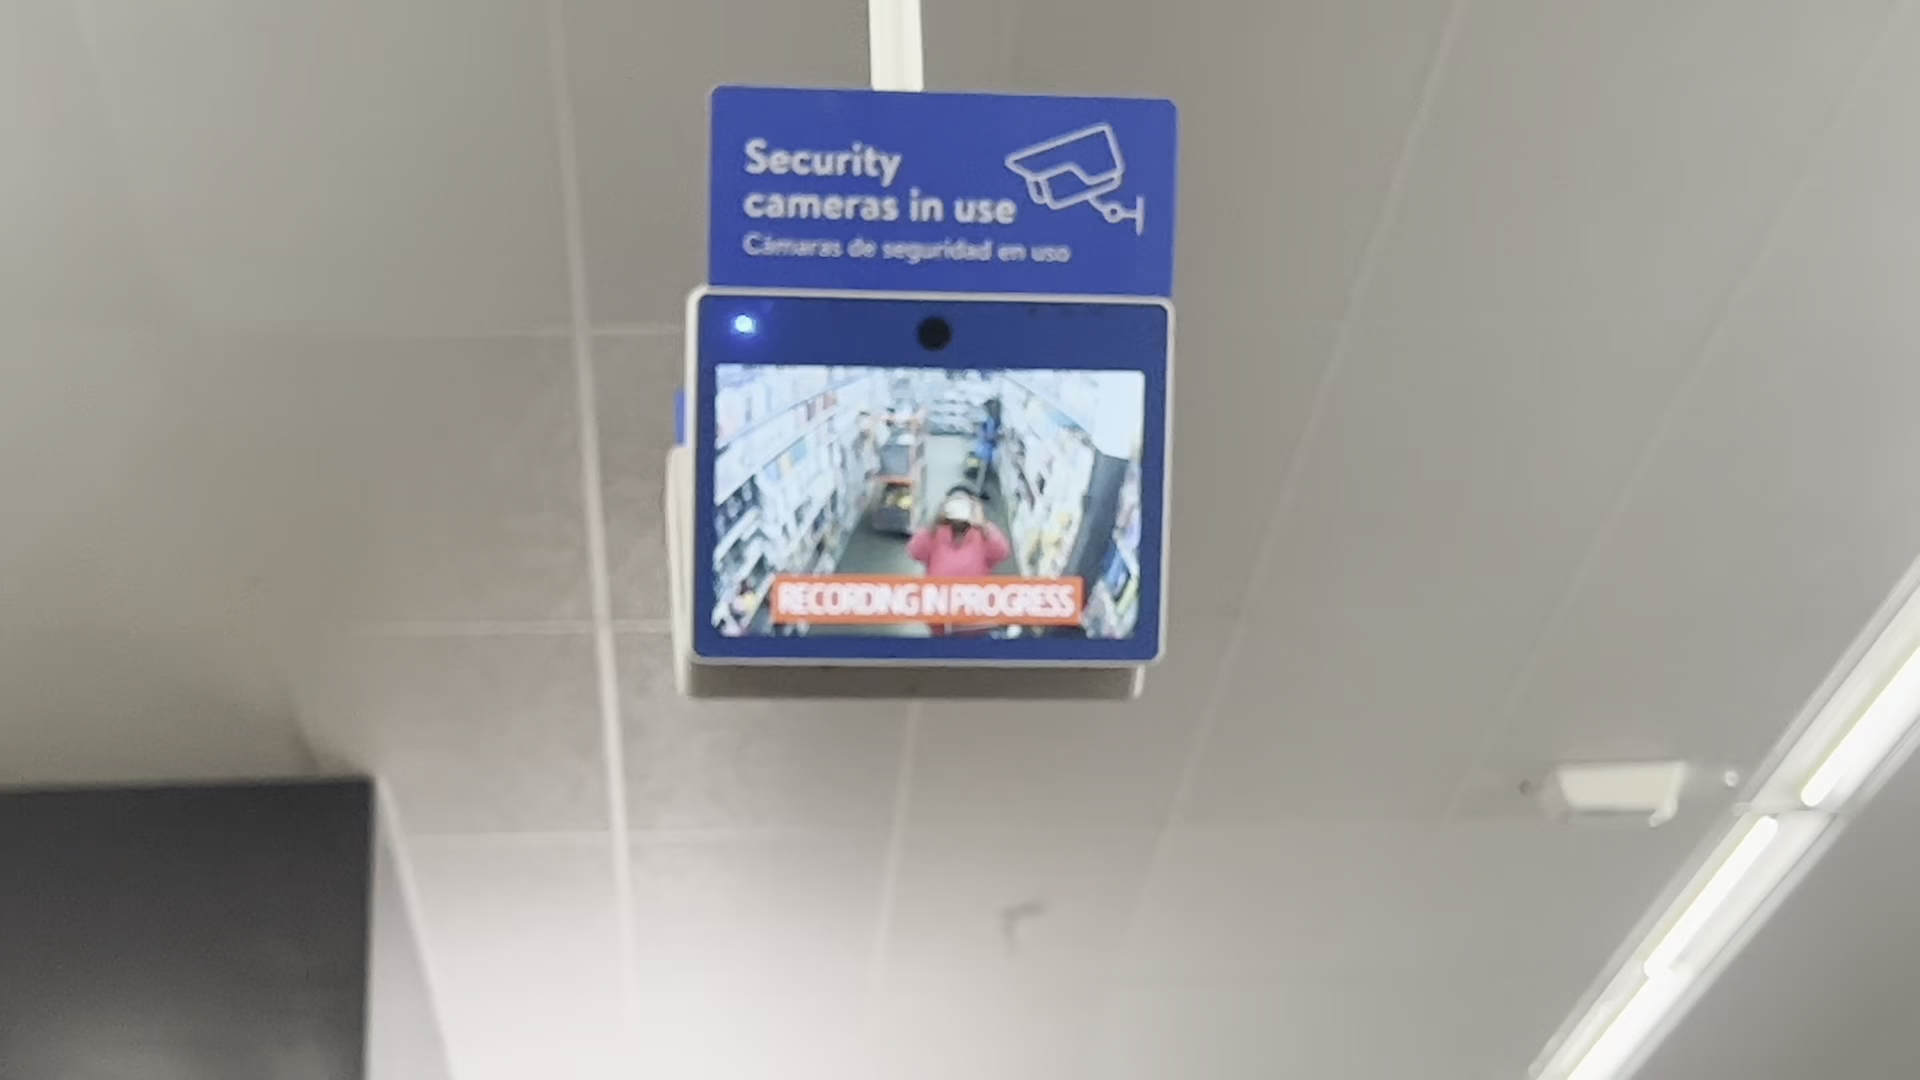 Security
cameras in use
Cámaras de seguridad en uso
RECORDING IN PROGRESS